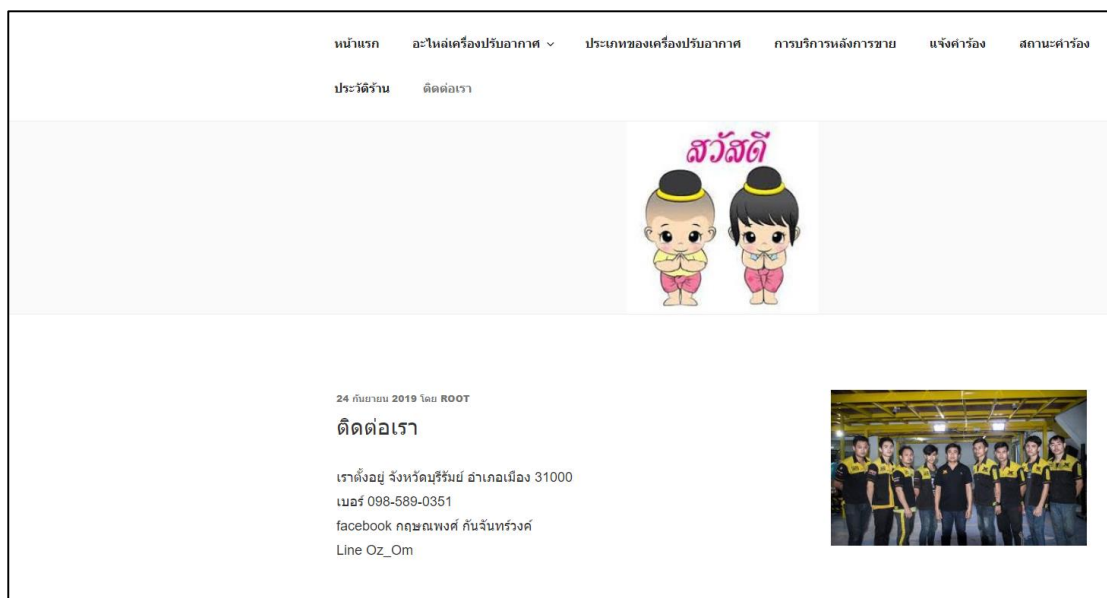 หน้าแรก อะไหล่เครื่องปรับอากาศ ประเภทของเครื่องปรับอากาศ การบริการหลังการขาย แจ้งคำร้อง สถานะคำร้อง
ประวัติร้าน ติดต่อเรา
สวัสดี
24 กันยายน 2019 โดย ROOT
ติดต่อเรา
เราตั้งอยู่ จังหวัดบุรีรัมย์ อำเภอเมือง 31000
เบอร์ 098-589-0351
facebook กฤษณพงศ์ กันจันทร์วงค์
Line Oz_Om